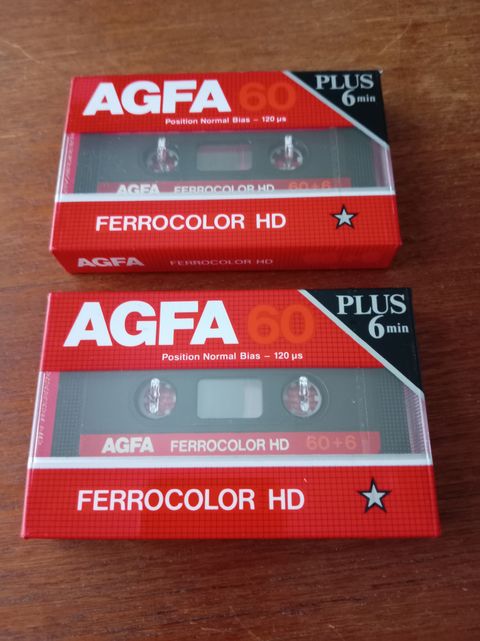 AGFA 60
PLUS
6 min
Position Normal Bias – 120 µs
AGFA FERROCOLOR HD 60+6
FERROCOLOR HD
AGFA FERROCOLOR HD
AGFA 60
PLUS
6 min
Position Normal Bias – 120 µs
AGFA FERROCOLOR HD 60+6
FERROCOLOR HD